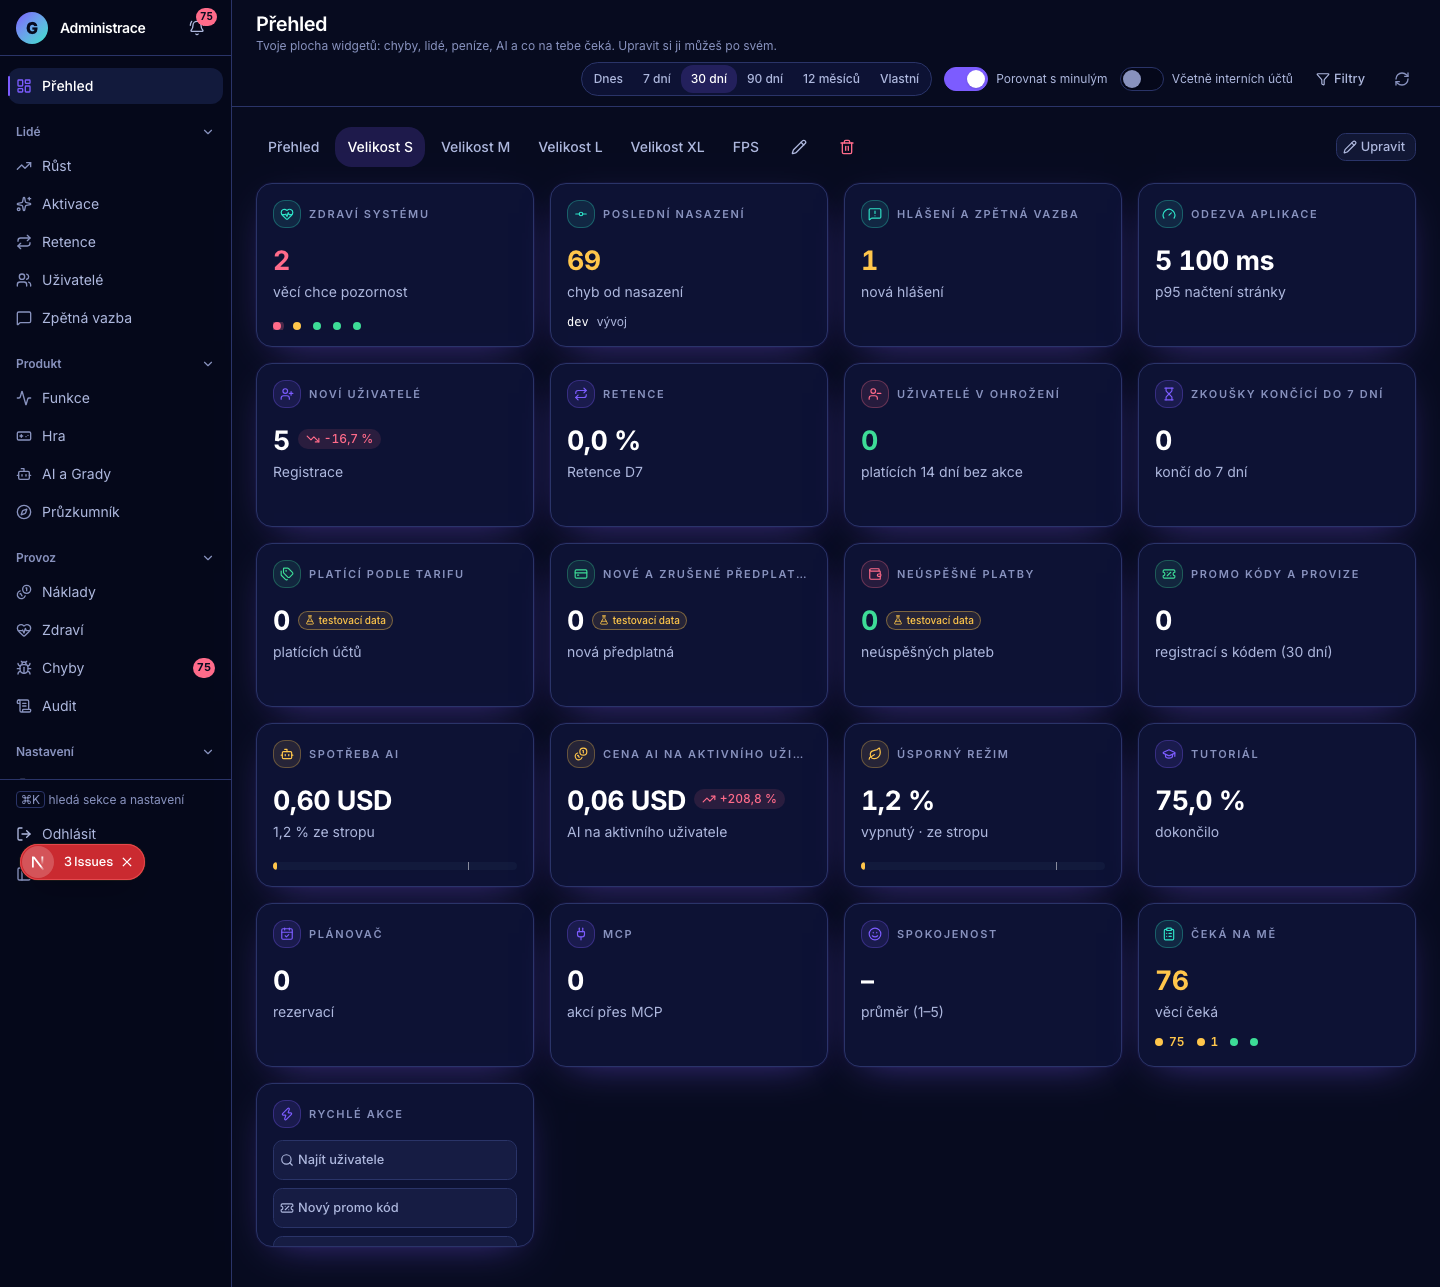 G Administrace 75
Přehled
Lidé
Růst
Aktivace
Retence
Uživatelé
Zpětná vazba
Produkt
Funkce
Hra
AI a Grady
Průzkumník
Provoz
Náklady
Zdraví
Chyby 75
Audit
Nastavení
⌘K hledá sekce a nastavení
Odhlásit
N 3 Issues
Přehled
Tvoje plocha widgetů: chyby, lidé, peníze, AI a co na tebe čeká. Upravit si ji můžeš po svém.
Dnes 7 dní 30 dní 90 dní 12 měsíců Vlastní Porovnat s minulým Včetně interních účtů Filtry
Přehled Velikost S Velikost M Velikost L Velikost XL FPS Upravit
ZDRAVÍ SYSTÉMU
2
věcí chce pozornost
POSLEDNÍ NASAZENÍ
69
chyb od nasazení
dev vývoj
HLÁŠENÍ A ZPĚTNÁ VAZBA
1
nová hlášení
ODEZVA APLIKACE
5 100 ms
p95 načtení stránky
NOVÍ UŽIVATELÉ
5 -16,7 %
Registrace
RETENCE
0,0 %
Retence D7
UŽIVATELÉ V OHROŽENÍ
0
platících 14 dní bez akce
ZKOUŠKY KONČÍCÍ DO 7 DNÍ
0
končí do 7 dní
PLATÍCÍ PODLE TARIFU
0 testovací data
platících účtů
NOVÉ A ZRUŠENÉ PŘEDPLAT…
0 testovací data
nová předplatná
NEÚSPĚŠNÉ PLATBY
0 testovací data
neúspěšných plateb
PROMO KÓDY A PROVIZE
0
registrací s kódem (30 dní)
SPOTŘEBA AI
0,60 USD
1,2 % ze stropu
CENA AI NA AKTIVNÍHO UŽI…
0,06 USD +208,8 %
AI na aktivního uživatele
ÚSPORNÝ REŽIM
1,2 %
vypnutý · ze stropu
TUTORIÁL
75,0 %
dokončilo
PLÁNOVAČ
0
rezervací
MCP
0
akcí přes MCP
SPOKOJENOST
–
průměr (1–5)
ČEKÁ NA MĚ
76
věcí čeká
75 1
RYCHLÉ AKCE
Najít uživatele
Nový promo kód